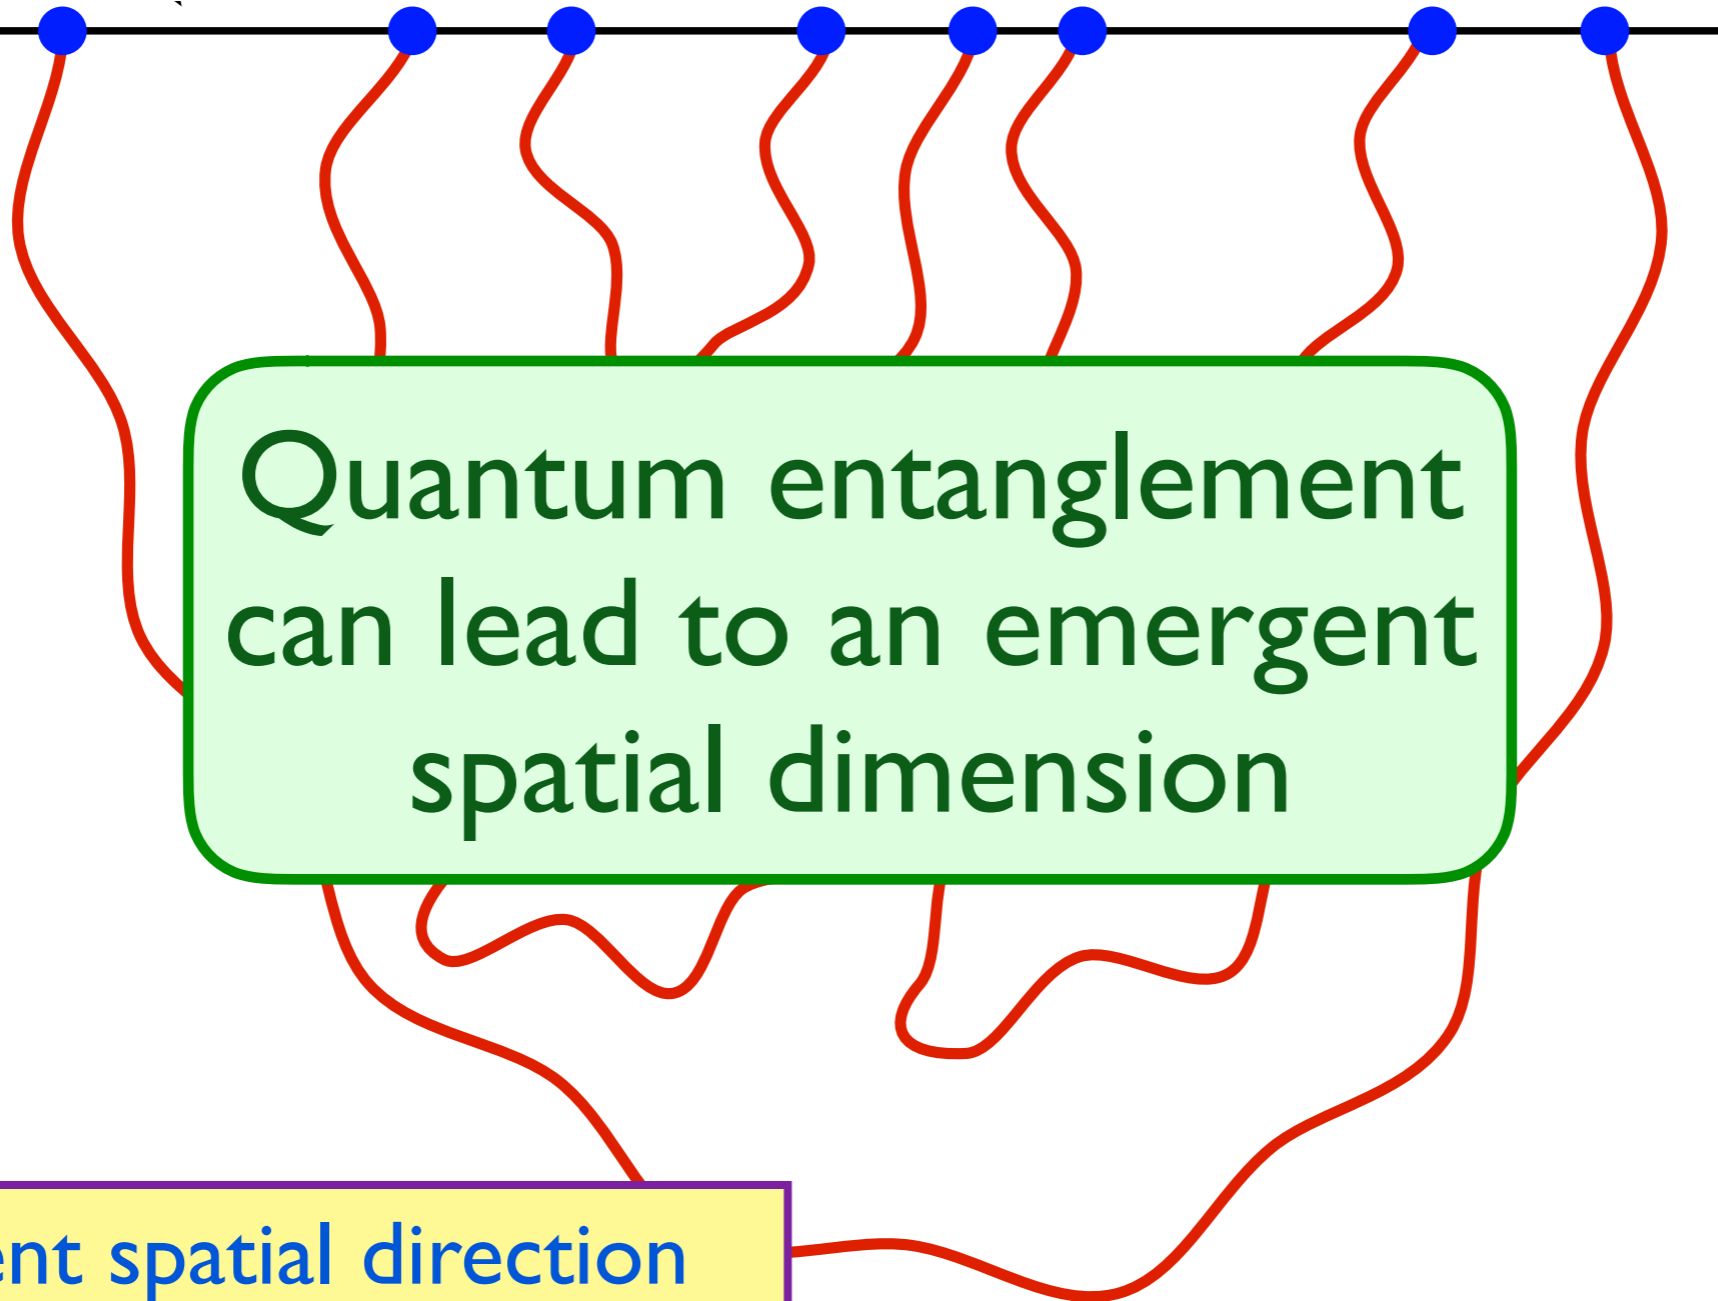 Quantum entanglement
can lead to an emergent
spatial dimension
spatial direction